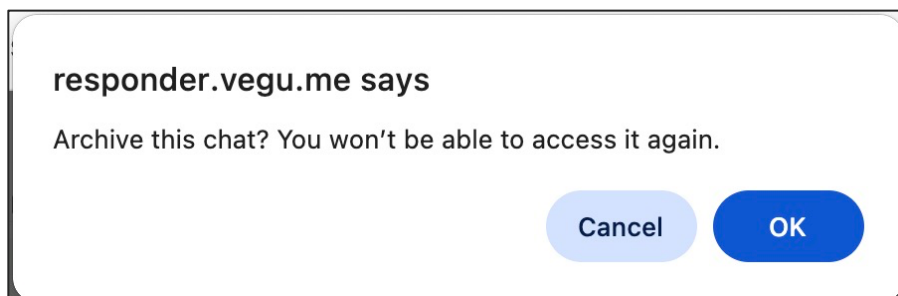 responder.vegu.me says
Archive this chat? You won’t be able to access it again.
Cancel
OK